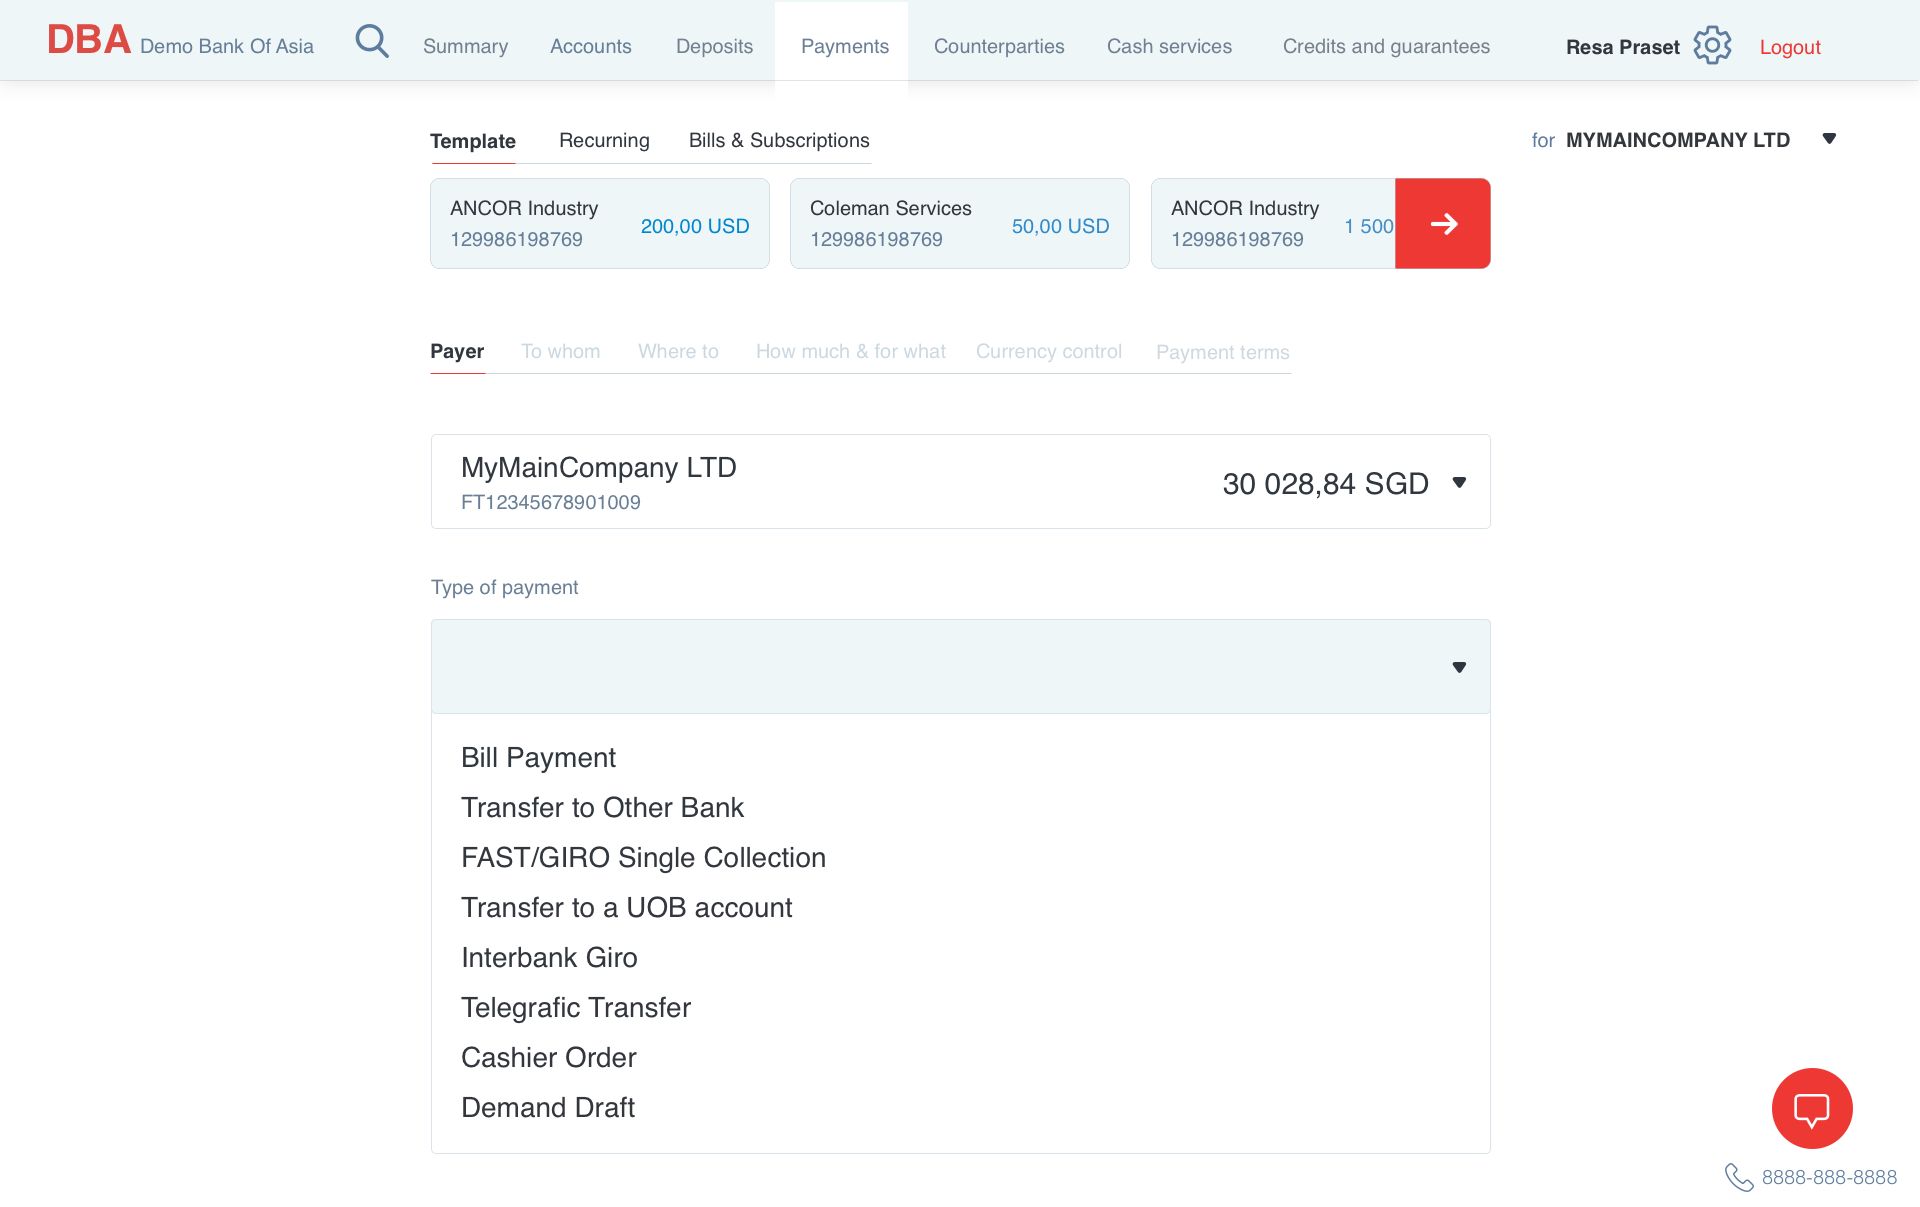 DBA Demo Bank Of Asia Summary Accounts Deposits Payments Counterparties Cash services Credits and guarantees Resa Praset Logout
Template Recurring Bills & Subscriptions for MYMAINCOMPANY LTD
ANCOR Industry
129986198769
200,00 USD
Coleman Services
129986198769
50,00 USD
ANCOR Industry
129986198769
1 500
Payer To whom Where to How much & for what Currency control Payment terms
MyMainCompany LTD
FT12345678901009
30 028,84 SGD
Type of payment
Bill Payment
Transfer to Other Bank
FAST/GIRO Single Collection
Transfer to a UOB account
Interbank Giro
Telegrafic Transfer
Cashier Order
Demand Draft
8888-888-8888